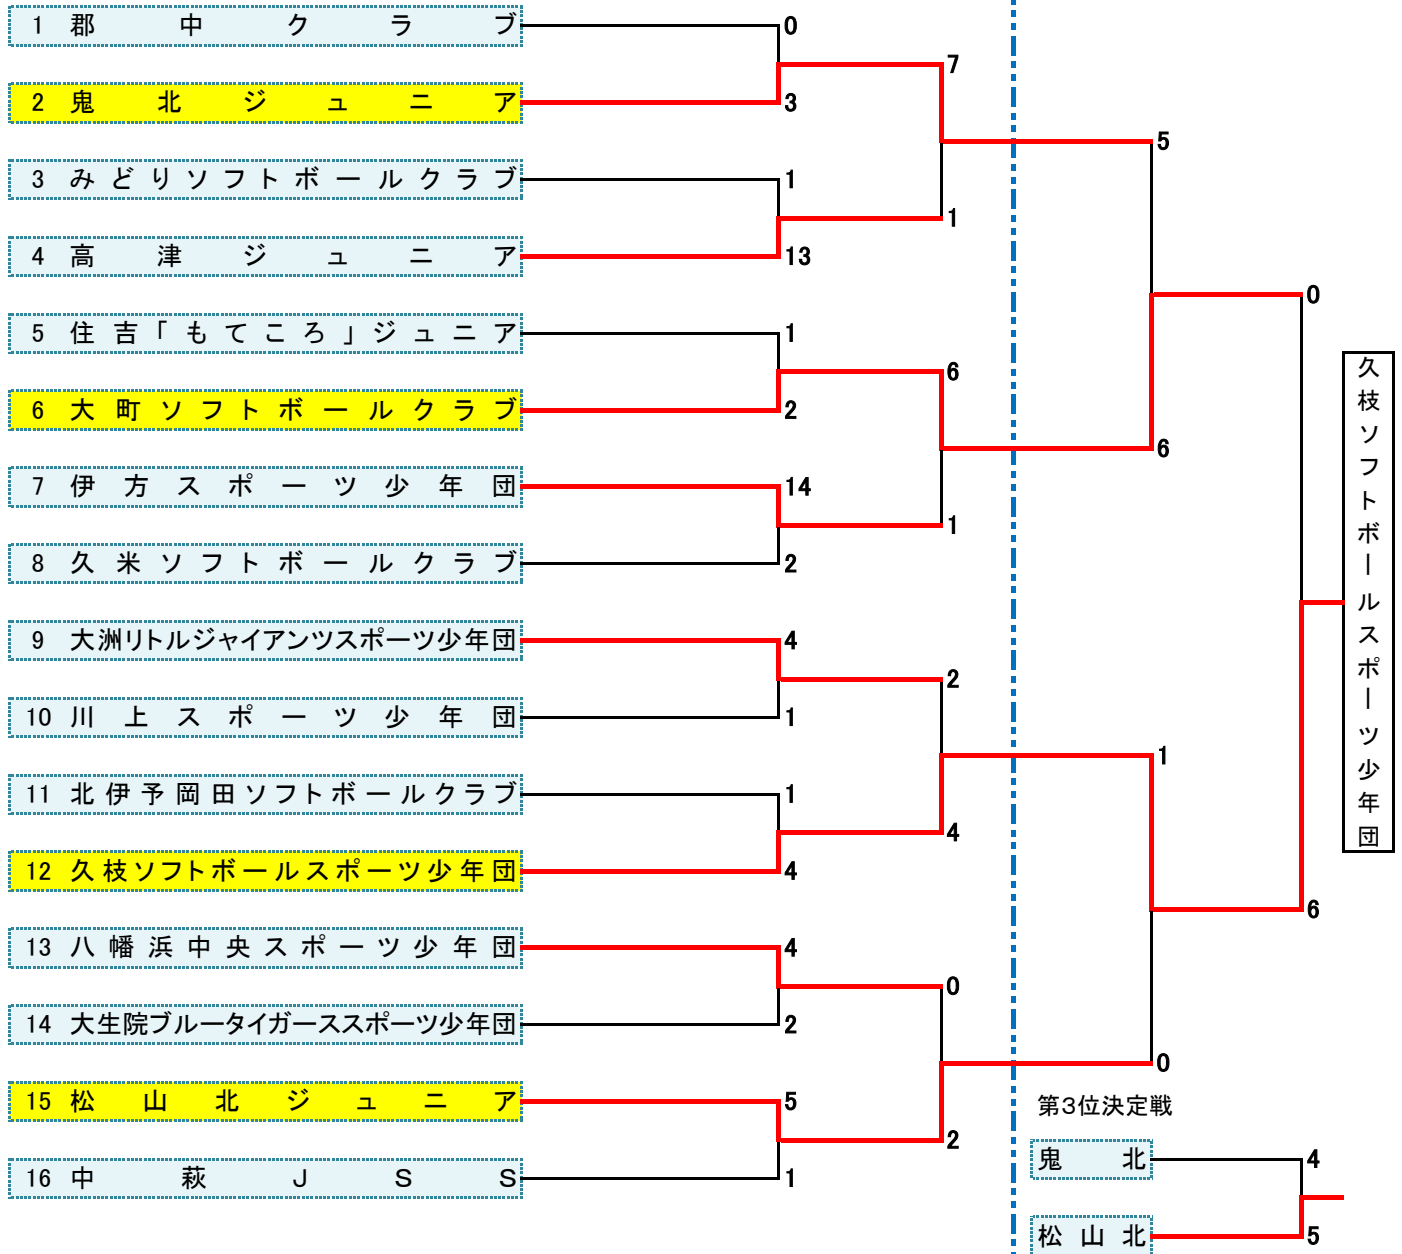 1 郡中クラブ
0
7
2 鬼北ジュニア
3
5
3 みどりソフトボールクラブ
1
1
4 高津ジュニア
13
0
5 住吉「もてころ」ジュニア
1
6
6 大町ソフトボールクラブ
2
6
7 伊方スポーツ少年団
14
1
8 久米ソフトボールクラブ
2
久枝ソフトボールスポーツ少年団
9 大洲リトルジャイアンツスポーツ少年団
4
2
10 川上スポーツ少年団
1
1
11 北伊予岡田ソフトボールクラブ
1
4
12 久枝ソフトボールスポーツ少年団
4
6
13 八幡浜中央スポーツ少年団
4
0
14 大生院ブルータイガーススポーツ少年団
2
0
15 松山北ジュニア
5
2
16 中萩JSS
1
第3位決定戦
鬼北
4
松山北
5